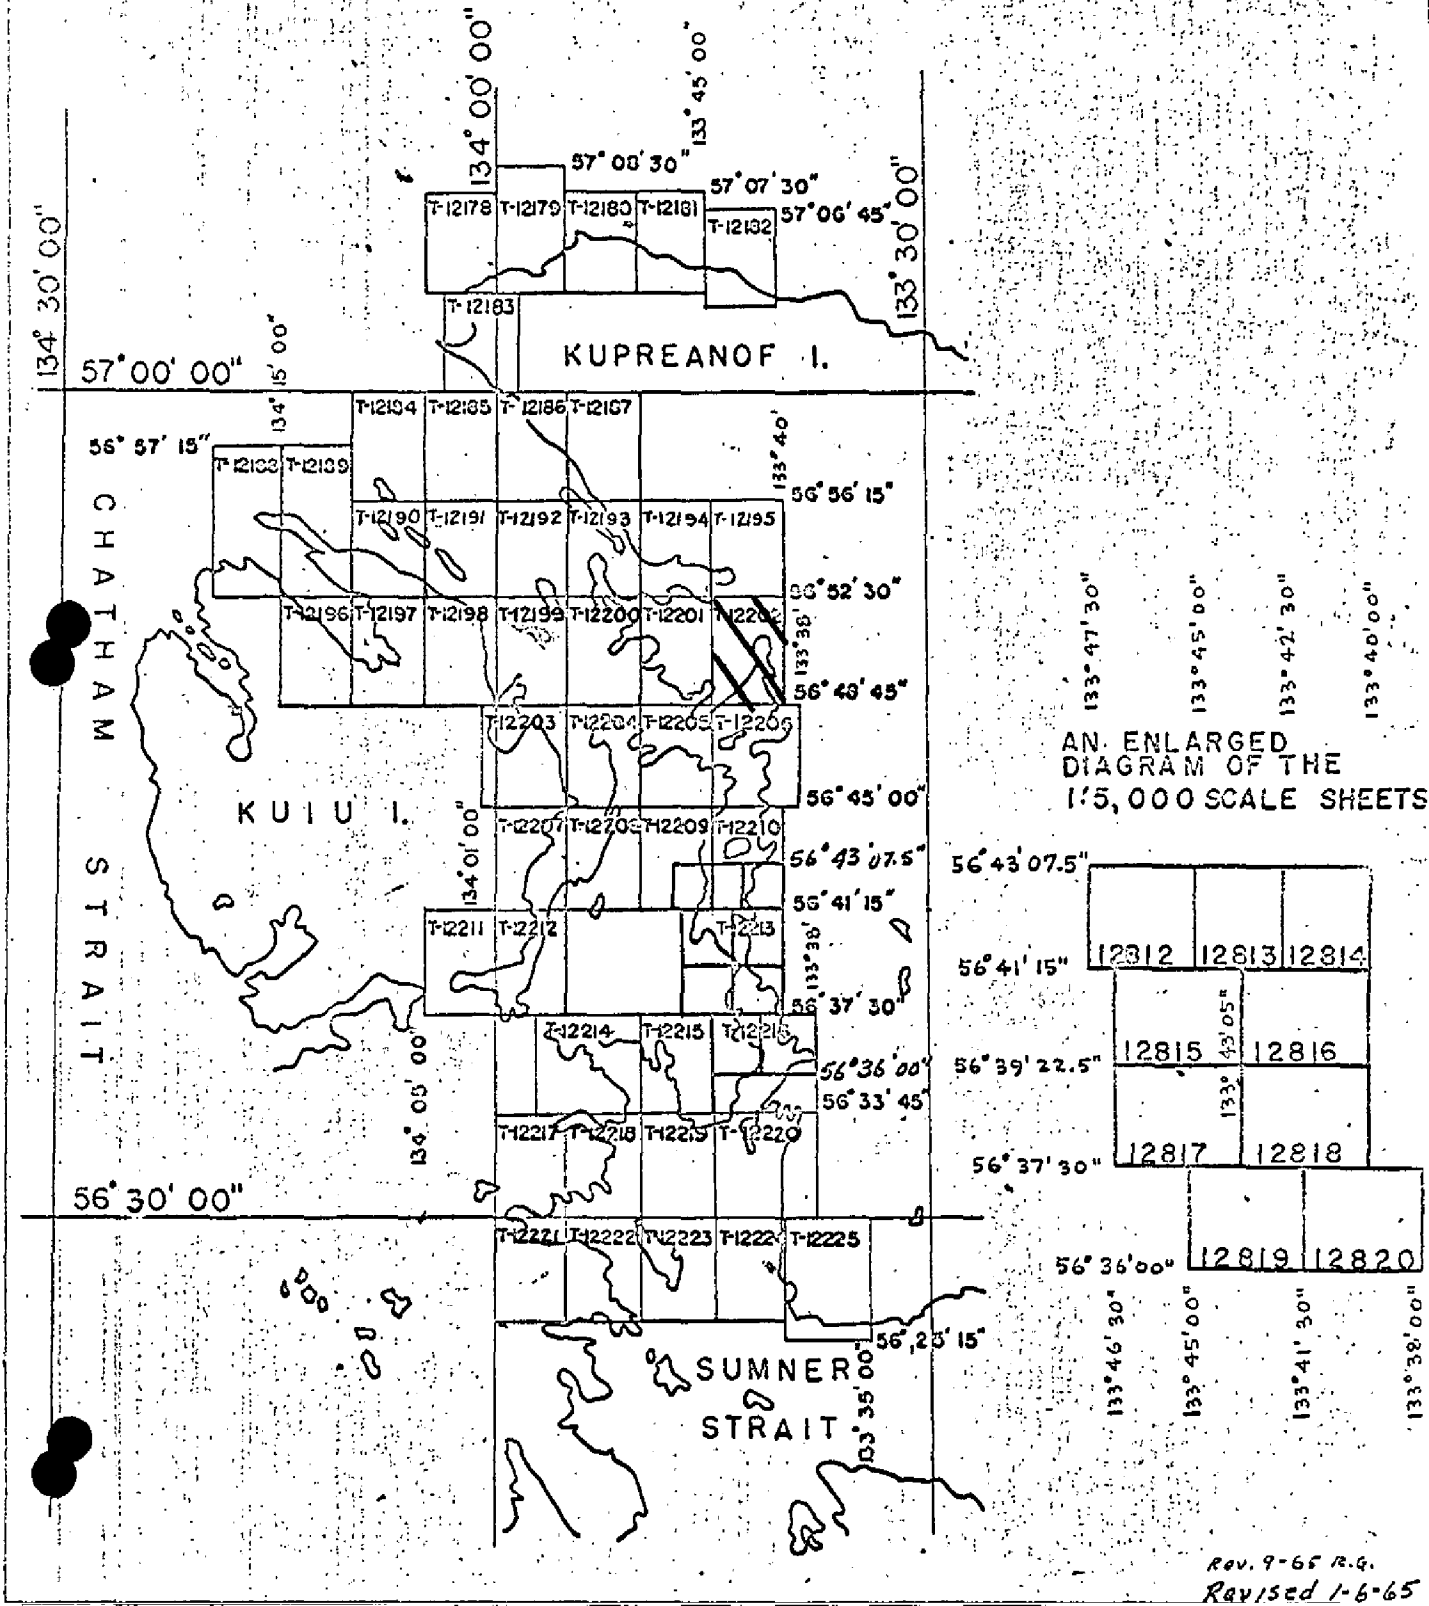 134° 00' 00"
133° 45' 00"
134° 30' 00"
133° 30' 00"
57° 08' 30"
57° 07' 30"
57° 06' 45"
T-12178 T-12179 T-12180 T-12181
T-12182
T-12183
KUPREANOF I.
57° 00' 00"
134° 15' 00"
T-12184 T-12185 T-12186 T-12187
133° 40'
56° 57' 15"
T-12188 T-12189
56° 56' 15"
T-12190 T-12191 T-12192 T-12193 T-12194 T-12195
56° 52' 30"
T-12196 T-12197 T-12198 T-12199 T-12200 T-12201 T-12202
133° 38'
56° 48' 45"
T-12203 T-12204 T-12205 T-12206
CHATHAM STRAIT
KUIU I.
56° 45' 00"
134° 01' 00"
T-12207 T-12208 T-12209 T-12210
56° 43' 07.5"
56° 41' 15"
T-12211 T-12212 T-12213
133° 38'
56° 37' 30"
T-12214 T-12215 T-12216
134° 05' 00"
56° 36' 00"
56° 33' 45"
T-12217 T-12218 T-12219 T-12220
56° 30' 00"
T-12221 T-12222 T-12223 T-12224 T-12225
56° 23' 15"
SUMNER
STRAIT
133° 35' 00"
133° 47' 30"
133° 45' 00"
133° 42' 30"
133° 40' 00"
AN ENLARGED
DIAGRAM OF THE
1:5,000 SCALE SHEETS
56° 43' 07.5"
12812 12813 12814
56° 41' 15"
12815 12816
133° 43' 05"
56° 39' 22.5"
12817 12818
56° 37' 30"
12819 12820
56° 36' 00"
133° 46' 30"
133° 45' 00"
133° 41' 30"
133° 38' 00"
Rev. 9-65 R.G.
Revised 1-6-65